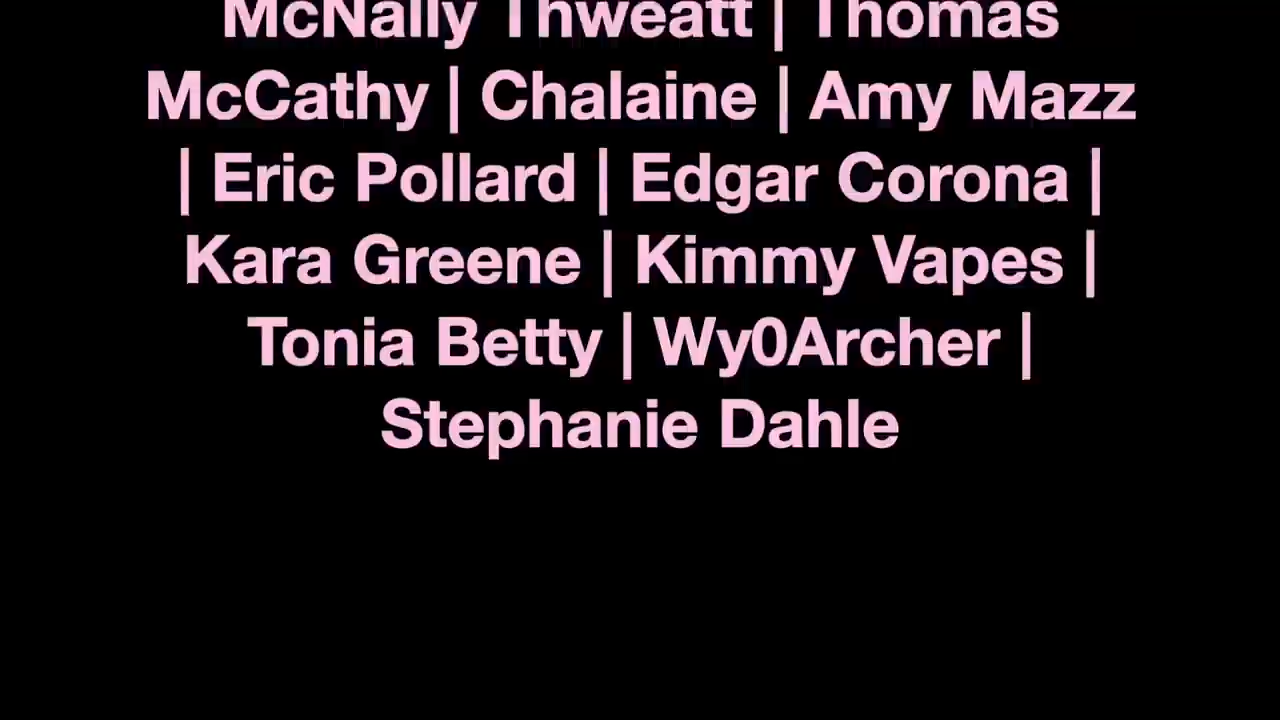 McNally Thweatt | Thomas
McCathy | Chalaine | Amy Mazz
| Eric Pollard | Edgar Corona |
Kara Greene | Kimmy Vapes |
Tonia Betty | Wy0Archer |
Stephanie Dahle